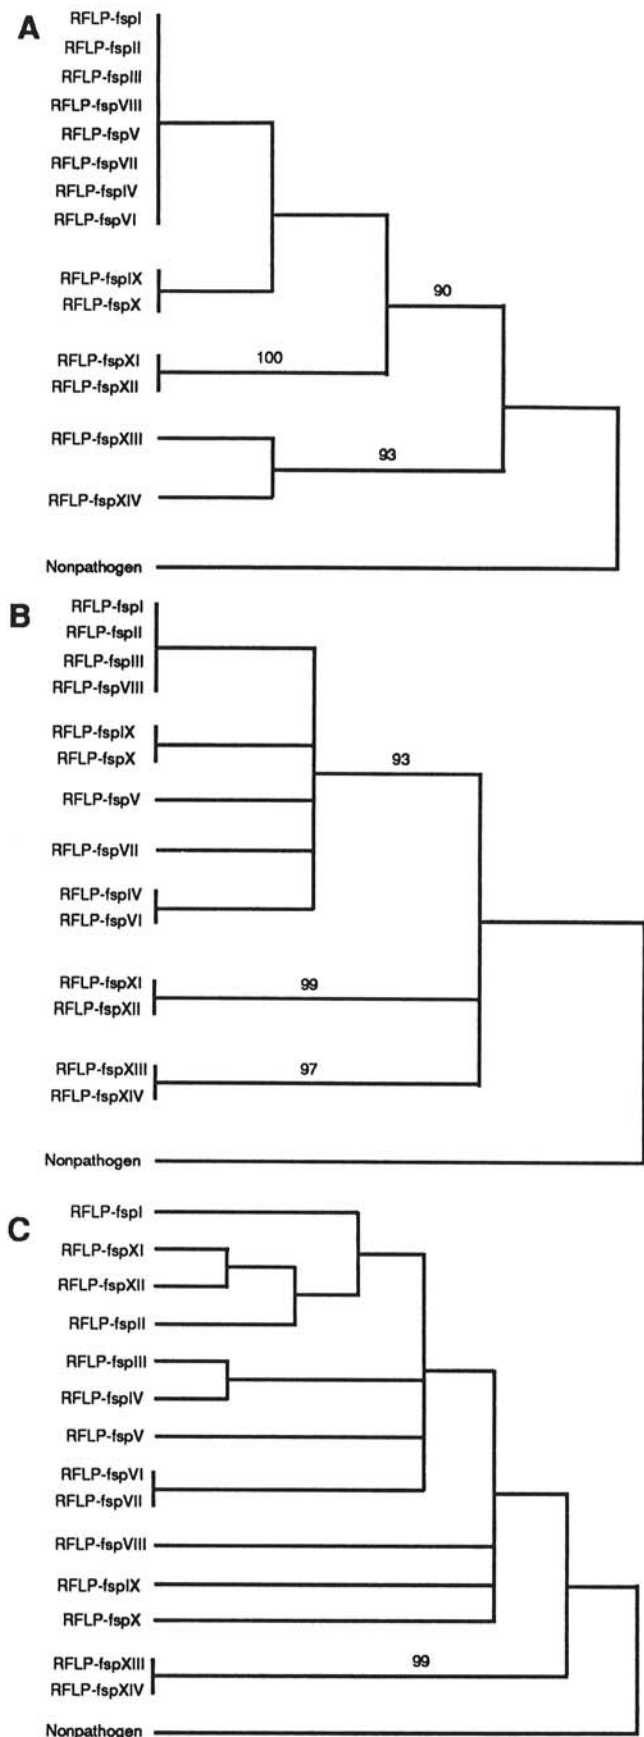 A
RFLP-fspI
RFLP-fspII
RFLP-fspIII
RFLP-fspVIII
RFLP-fspV
RFLP-fspVII
RFLP-fspIV
RFLP-fspVI
RFLP-fspIX
90
RFLP-fspX
RFLP-fspXI
100
RFLP-fspXII
RFLP-fspXIII
93
RFLP-fspXIV
Nonpathogen
B
RFLP-fspI
RFLP-fspII
RFLP-fspIII
RFLP-fspVIII
RFLP-fspIX
RFLP-fspX
93
RFLP-fspV
RFLP-fspVII
RFLP-fspIV
RFLP-fspVI
RFLP-fspXI
99
RFLP-fspXII
RFLP-fspXIII
97
RFLP-fspXIV
Nonpathogen
C
RFLP-fspI
RFLP-fspXI
RFLP-fspXII
RFLP-fspII
RFLP-fspIII
RFLP-fspIV
RFLP-fspV
RFLP-fspVI
RFLP-fspVII
RFLP-fspVIII
RFLP-fspIX
RFLP-fspX
RFLP-fspXIII
99
RFLP-fspXIV
Nonpathogen